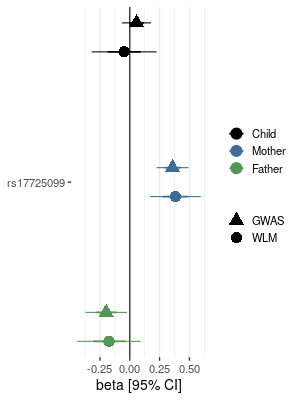 Child
Mother
Father
rs17725099
GWAS
WLM
-0.25 0.00 0.25 0.50
beta [95% CI]